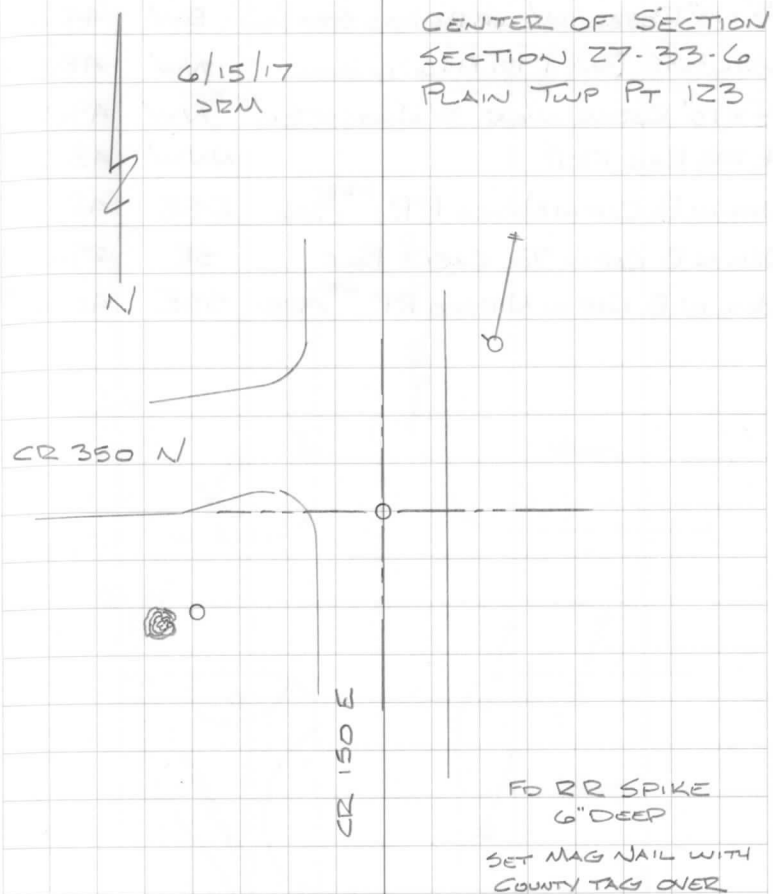 CENTER OF SECTION
SECTION 27-33-6
PLAIN TWP PT 123
6/15/17
JRM
N
CR 350 N
CR 150 E
FD RR SPIKE
6" DEEP
SET MAG NAIL WITH
COUNTY TAG OVER